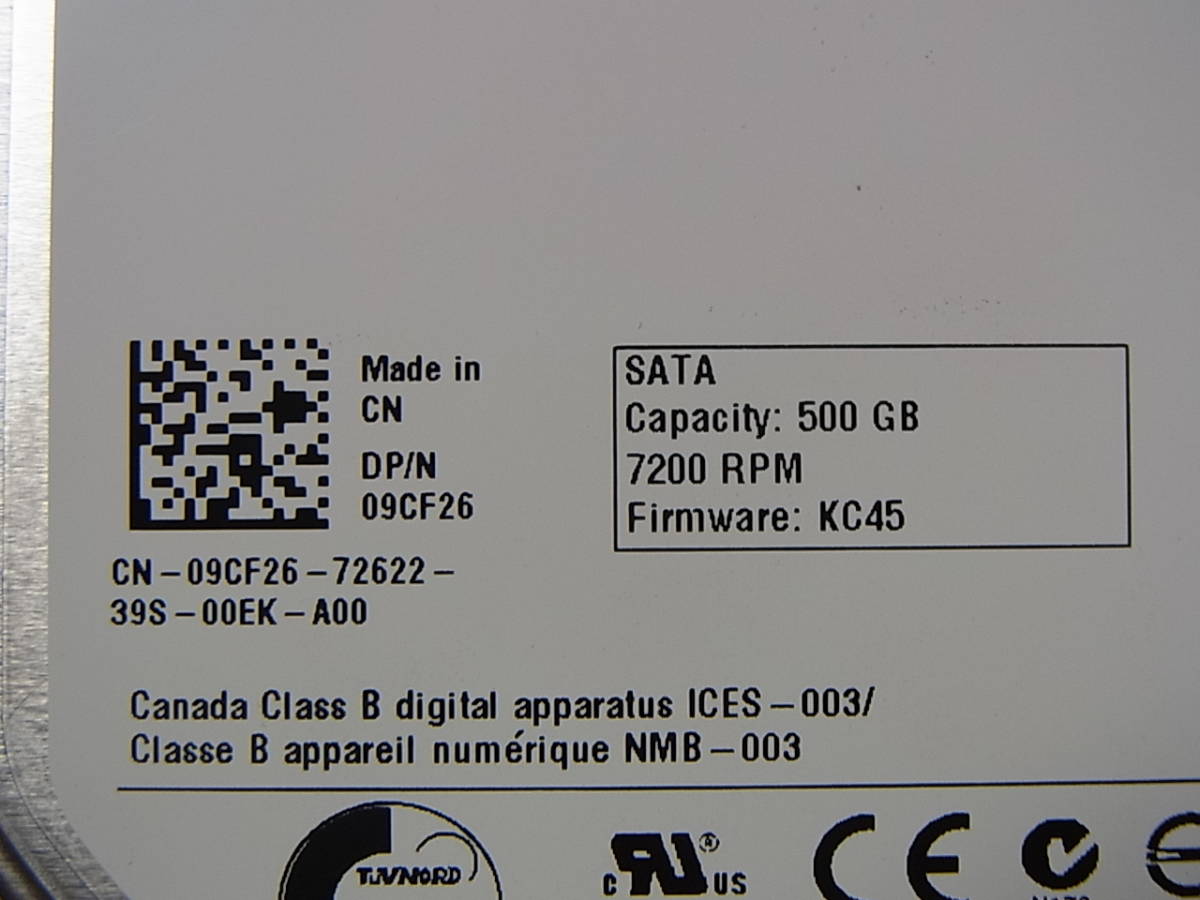 Made in
CN
DP/N
09CF26
CN-09CF26-72622-
39S-00EK-A00
SATA
Capacity: 500 GB
7200 RPM
Firmware: KC45
Canada Class B digital apparatus ICES-003/
Classe B appareil numérique NMB-003
TÜVNORD
c RU ® US
CE